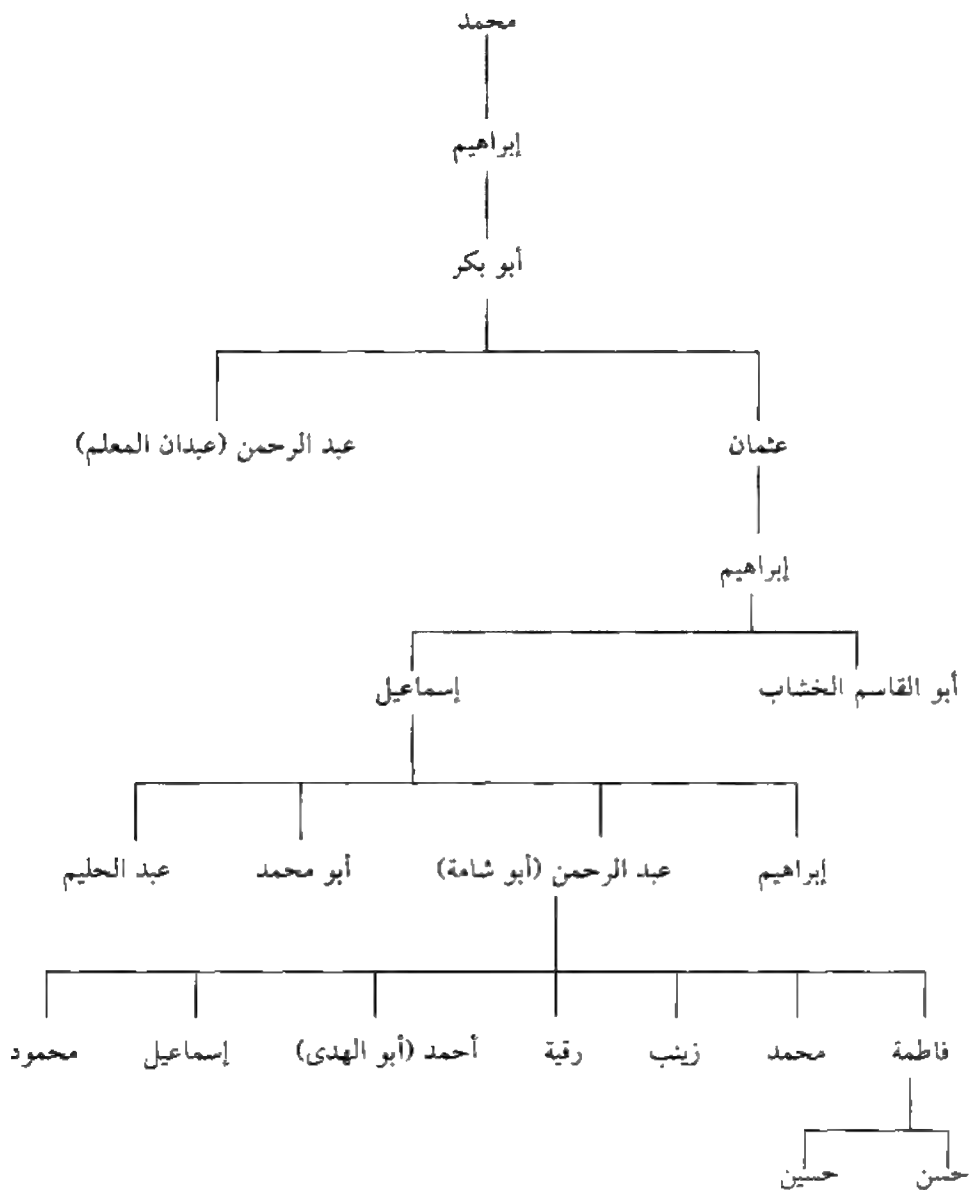 محمد
إبراهيم
أبو بكر
عثمان عبد الرحمن (عبدان المعلم)
إبراهيم
أبو القاسم الخشاب إسماعيل
إبراهيم عبد الرحمن (أبو شامة) أبو محمد عبد الحليم
فاطمة محمد زينب رقية أحمد (أبو الهدى) إسماعيل محمود
حسن حسين